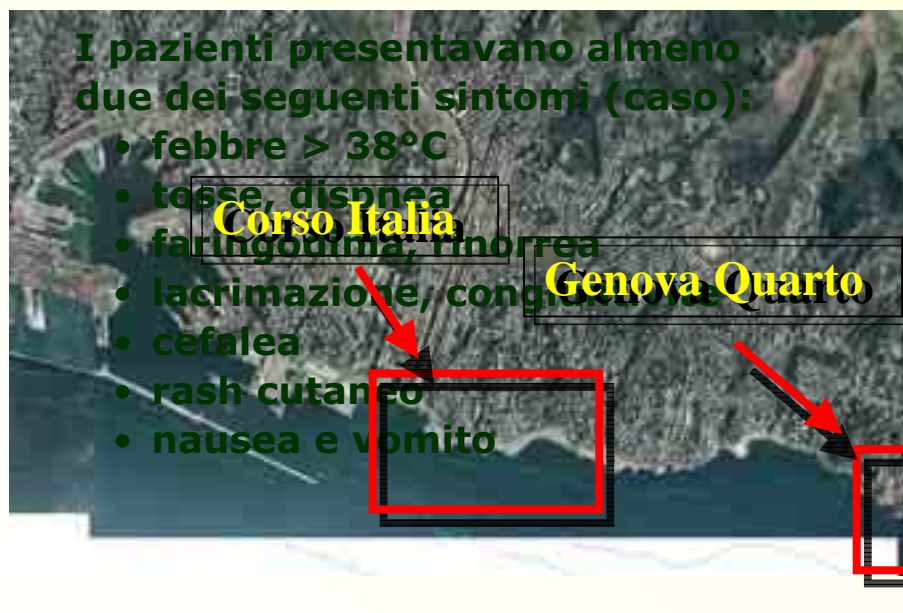 I pazienti presentavano almeno
due dei seguenti sintomi (caso):
• febbre > 38°C
• tosse, dispnea
• faringodinia, rinorrea
• lacrimazione,
• cefalea
• rash cutaneo
• nausea e vomito
Corso Italia
Genova Quarto